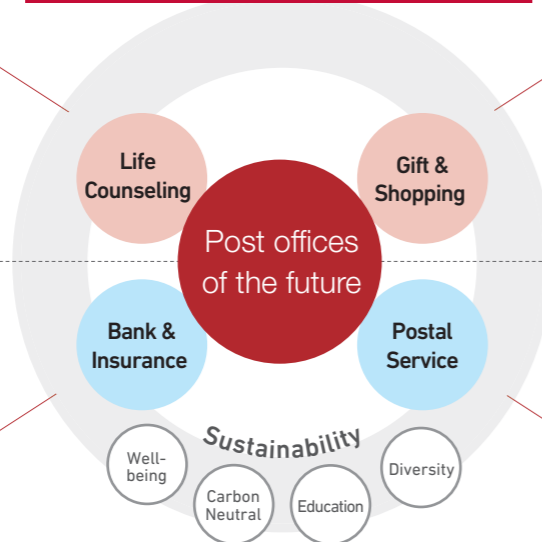 Life
Counseling
Gift &
Shopping
Post offices
of the future
Bank &
Insurance
Postal
Service
Sustainability
Well-
being
Carbon
Neutral
Education
Diversity